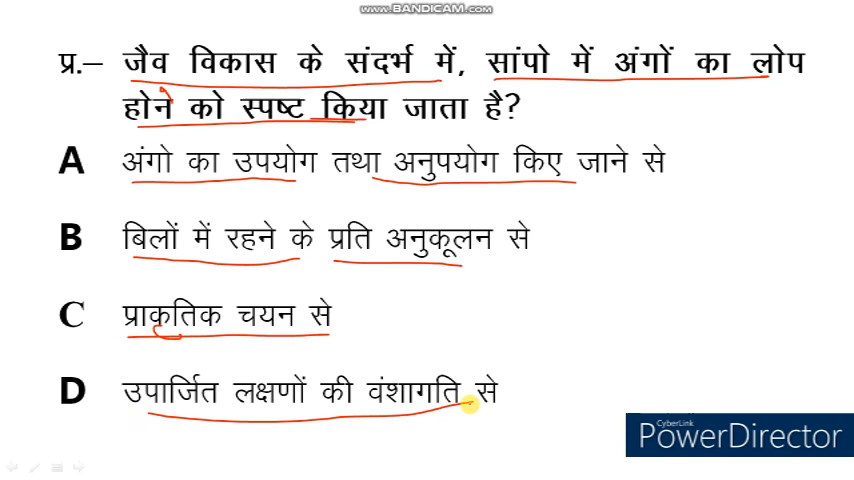 www.BANDICAM.com
प्र.– जैव विकास के संदर्भ में, सांपो में अंगों का लोप
होने को स्पष्ट किया जाता है?
A अंगो का उपयोग तथा अनुपयोग किए जाने से
B बिलों में रहने के प्रति अनुकूलन से
C प्राकृतिक चयन से
D उपार्जित लक्षणों की वंशागति से
CyberLink
PowerDirector